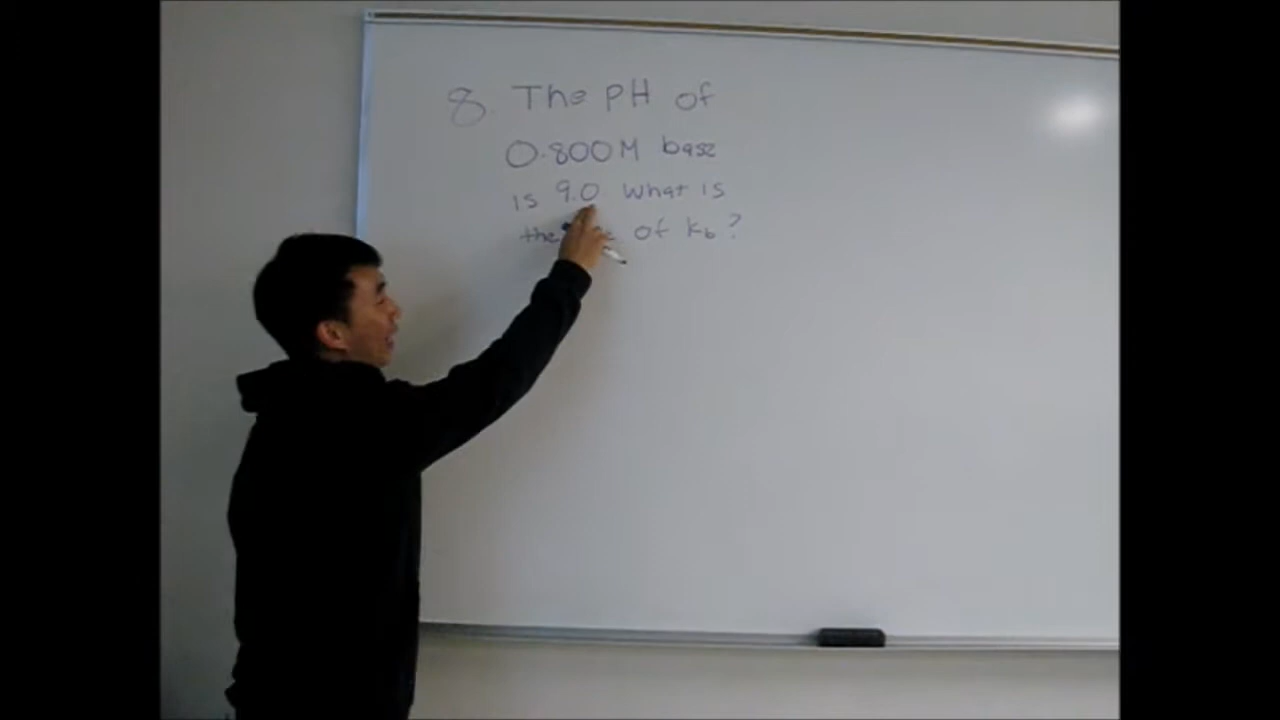 8. The pH of
0.800M base
is 9.0 What is
the of kb?